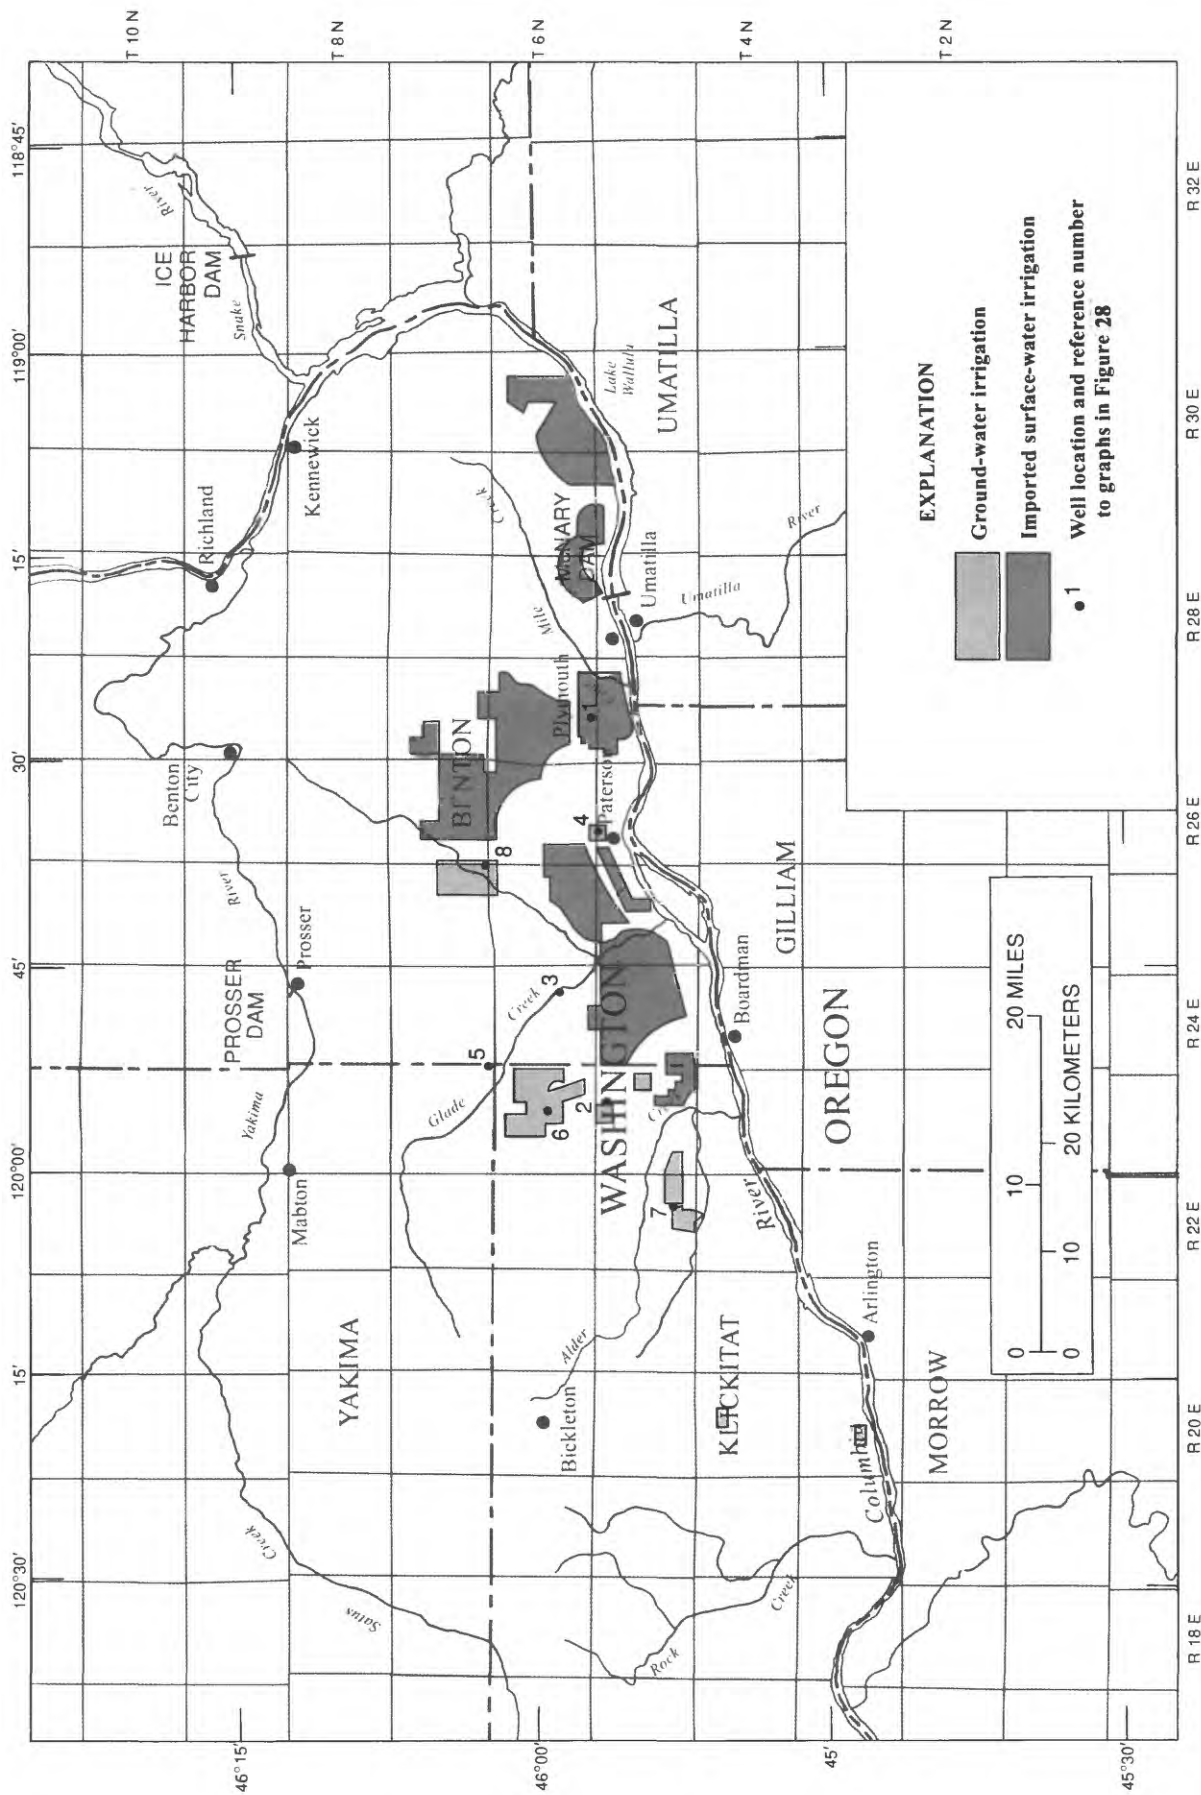 120°30'
15'
120°00'
45'
30'
15'
119°00'
118°45'
46°15'
46°00'
45'
45°30'
T 10 N
T 8 N
T 6 N
T 4 N
T 2 N
R 18 E
R 20 E
R 22 E
R 24 E
R 26 E
R 28 E
R 30 E
R 32 E
Satus
Creek
Yakima
River
Mabton
PROSSER
DAM
Prosser
Benton
City
Richland
Kennewick
ICE
HARBOR
DAM
Snake
River
YAKIMA
Glade
Creek
BENTON
Bickleton
Alder
Creek
KLICKITAT
Rock
Creek
WASHINGTON
Paterson
Plymouth
Mile
Creek
McNARY
DAM
Lake
Wallula
Umatilla
Umatilla
River
UMATILLA
1
2
3
4
5
6
7
8
Columbia
River
Arlington
Boardman
MORROW
GILLIAM
OREGON
0 10 20 MILES
0 10 20 KILOMETERS
EXPLANATION
Ground-water irrigation
Imported surface-water irrigation
1 Well location and reference number
to graphs in Figure 28